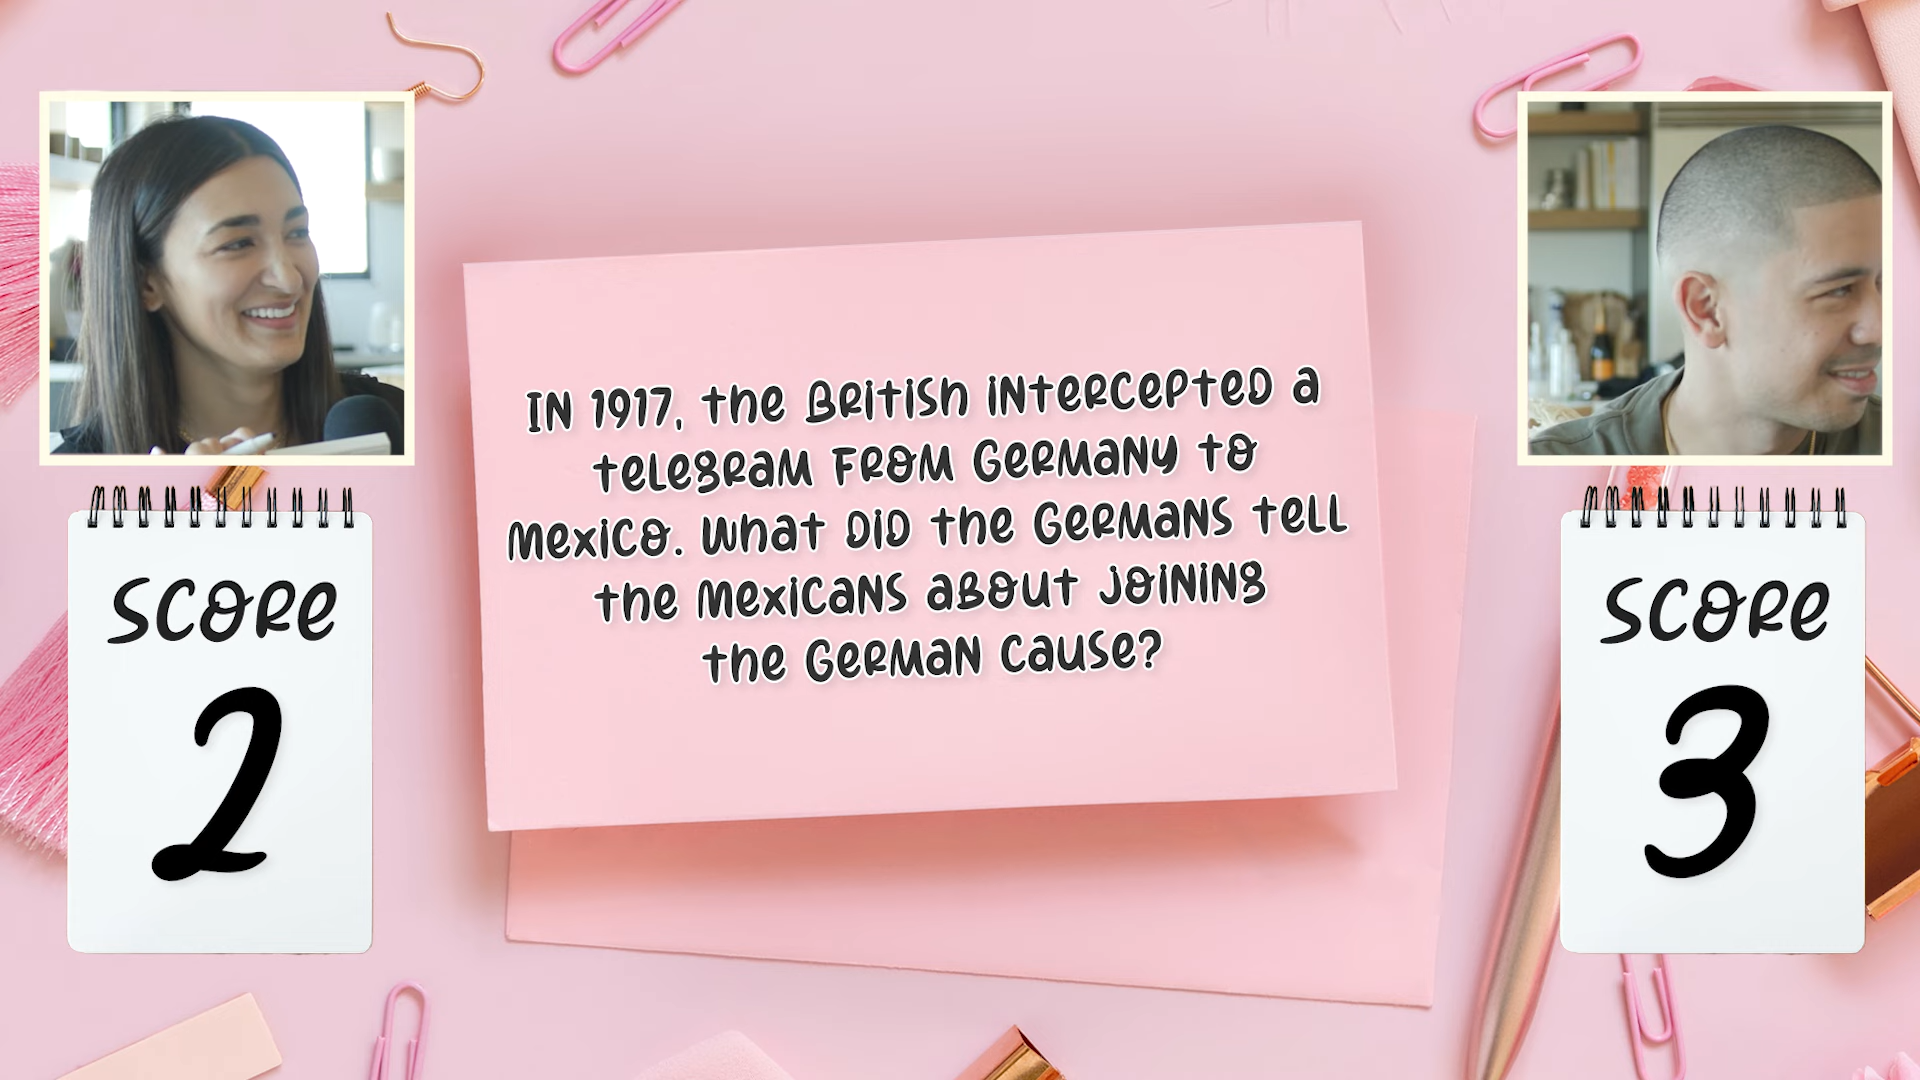 IN 1917, the British intercepted a
telegram from Germany to
Mexico. What did the Germans tell
the Mexicans about joining
the German cause?
SCORE
2
SCORE
3